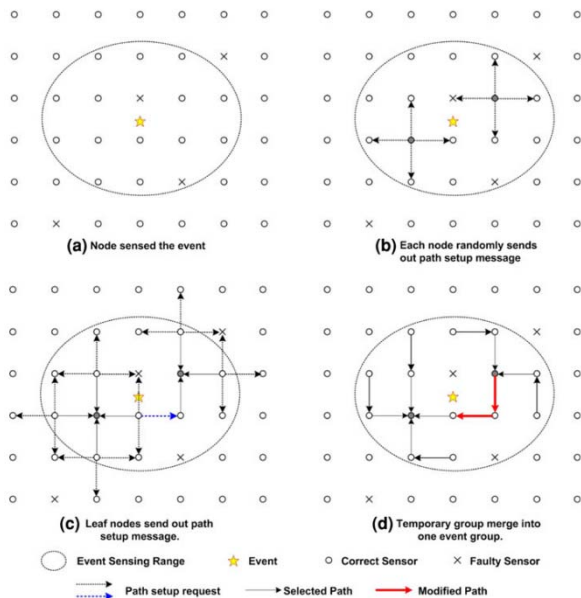 (a) Node sensed the event
(b) Each node randomly sends
out path setup message
(c) Leaf nodes send out path
setup message.
(d) Temporary group merge into
one event group.
Event Sensing Range
Event
Correct Sensor
Faulty Sensor
Path setup request
Selected Path
Modified Path